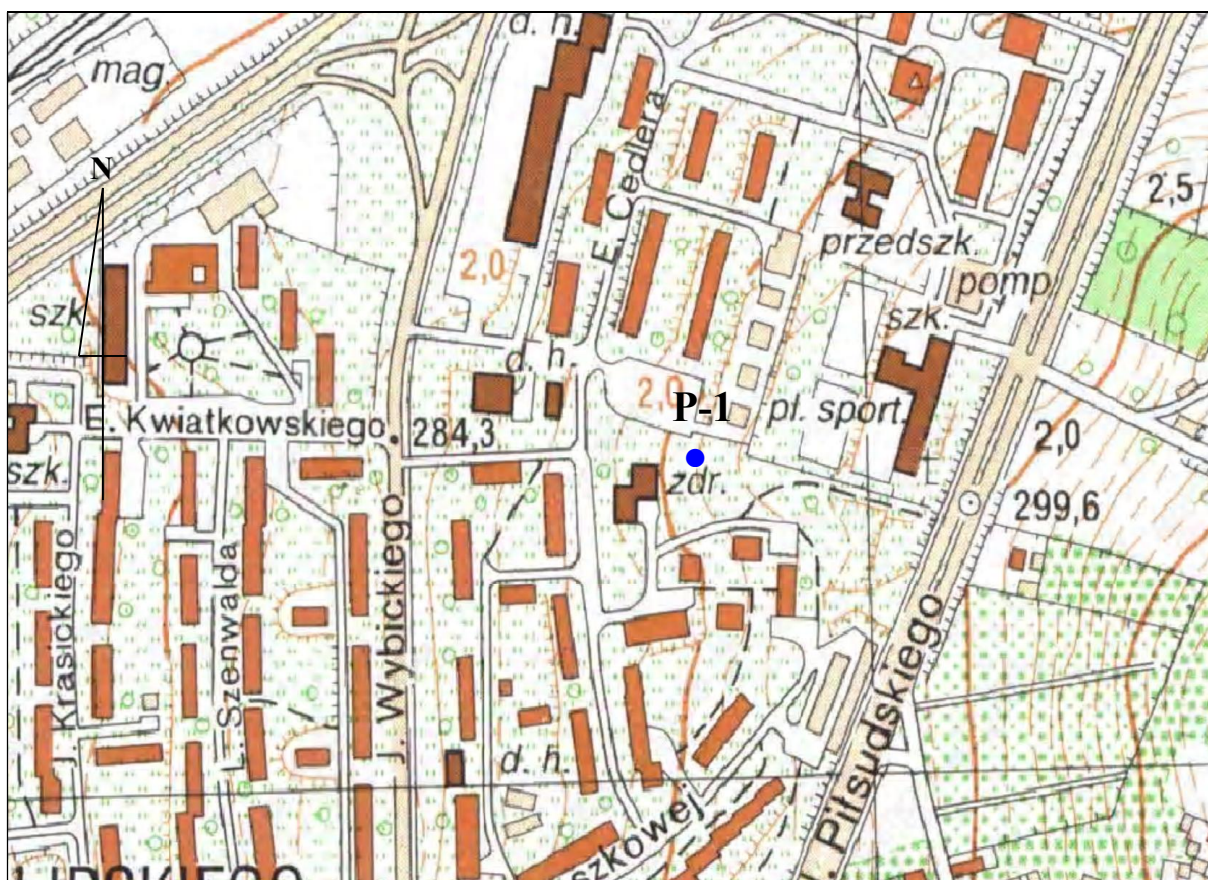 d. h.
mag.
N
E. Cedlera
2,5
2,0
przedszk.
pomp.
szk.
szk.
d. h.
2,0
P-1
pł. sport.
E. Kwiatkowskiego
284,3
2,0
szk.
zdr.
299,6
J. Krasickiego
L. Szenwalda
J. Wybickiego
Piłsudskiego
d. h.
szkowej